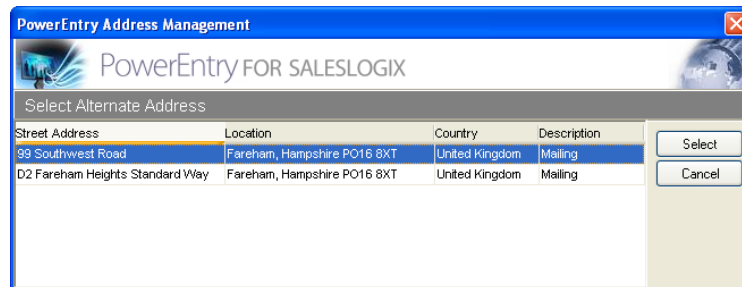 PowerEntry Address Management
PowerEntry FOR SALESLOGIX
Select Alternate Address
Street Address Location Country Description
99 Southwest Road Fareham, Hampshire PO16 8XT United Kingdom Mailing
D2 Fareham Heights Standard Way Fareham, Hampshire PO16 8XT United Kingdom Mailing
Select
Cancel